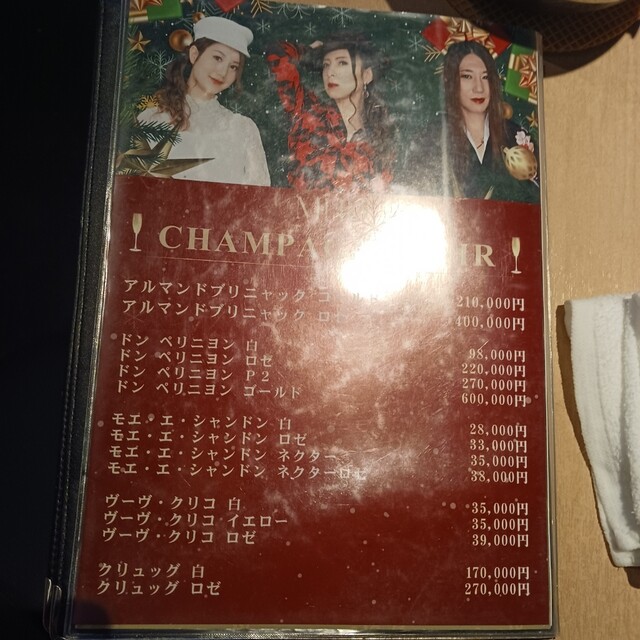 CHAMPA
アルマンドブリニャック ゴールド 210,000円
アルマンドブリニャック ロゼ 400,000円
ドン ペリニヨン 白 98,000円
ドン ペリニヨン ロゼ 220,000円
ドン ペリニヨン P2 270,000円
ドン ペリニヨン ゴールド 600,000円
モエ・エ・シャンドン 白 28,000円
モエ・エ・シャンドン ロゼ 33,000円
モエ・エ・シャンドン ネクター 35,000円
モエ・エ・シャンドン ネクターロゼ 38,000円
ヴーヴ・クリコ 白 35,000円
ヴーヴ・クリコ イエロー 35,000円
ヴーヴ・クリコ ロゼ 39,000円
クリュッグ 白 170,000円
クリュッグ ロゼ 270,000円